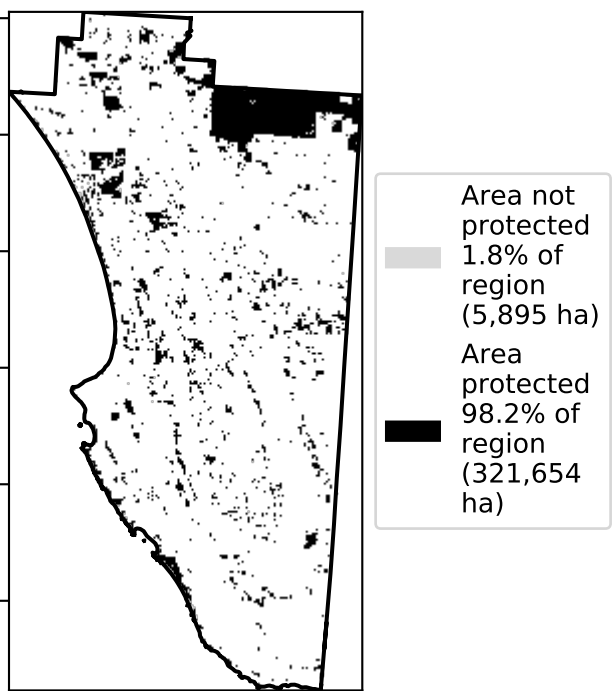 Area not
protected
1.8% of
region
(5,895 ha)
Area
protected
98.2% of
region
(321,654
ha)